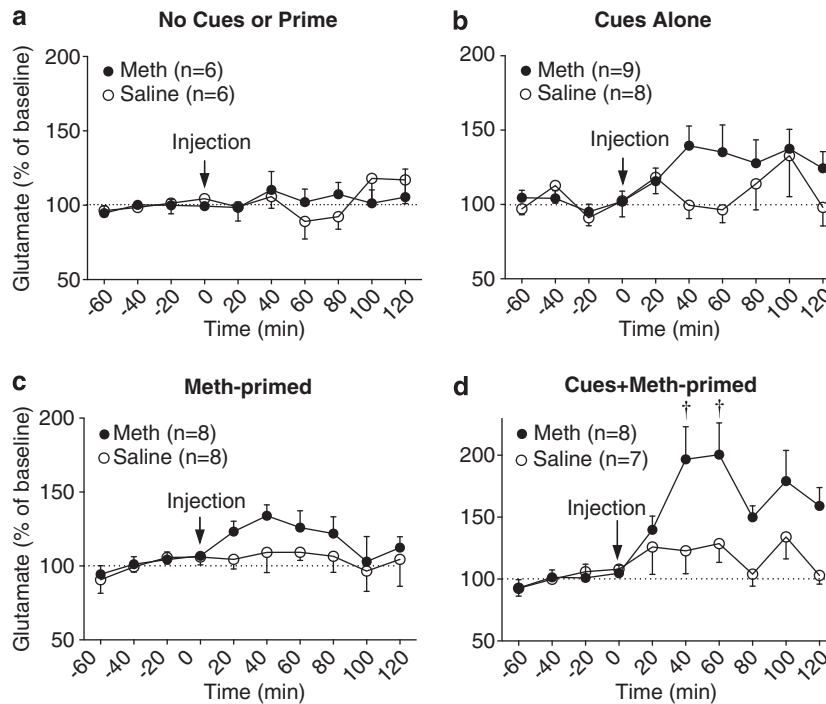 a
No Cues or Prime
Glutamate (% of baseline)
200
150
100
50
Meth (n=6)
Saline (n=6)
Injection
-60 -40 -20 0 20 40 60 80 100 120
Time (min)
b
Cues Alone
200
150
100
50
Meth (n=9)
Saline (n=8)
Injection
-60 -40 -20 0 20 40 60 80 100 120
Time (min)
c
Meth-primed
Glutamate (% of baseline)
200
150
100
50
Meth (n=8)
Saline (n=8)
Injection
-60 -40 -20 0 20 40 60 80 100 120
Time (min)
d
Cues+Meth-primed
† †
200
150
100
50
Meth (n=8)
Saline (n=7)
Injection
-60 -40 -20 0 20 40 60 80 100 120
Time (min)